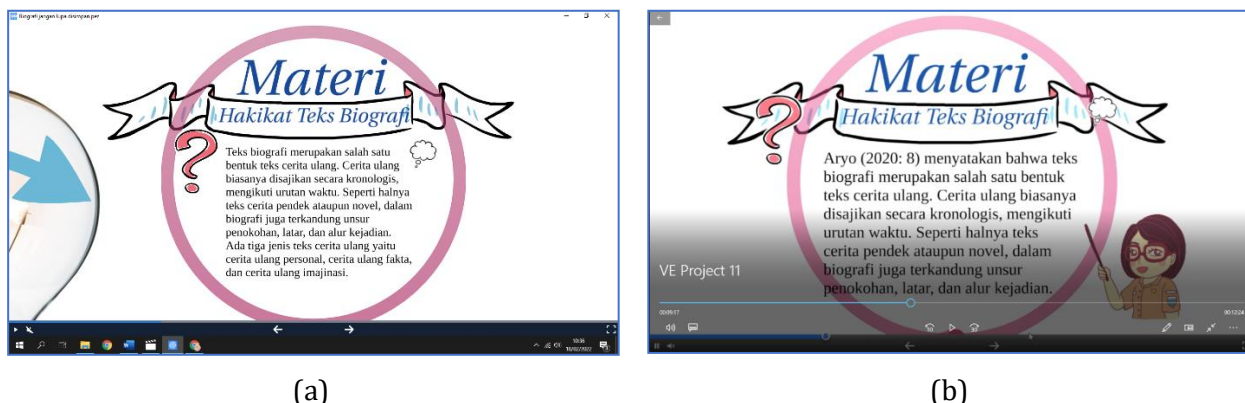 Biografi jangan lupa disimpan per
Materi
Hakikat Teks Biografi
Teks biografi merupakan salah satu
bentuk teks cerita ulang. Cerita ulang
biasanya disajikan secara kronologis,
mengikuti urutan waktu. Seperti halnya
teks cerita pendek ataupun novel, dalam
biografi juga terkandung unsur
penokohan, latar, dan alur kejadian.
Ada tiga jenis teks cerita ulang yaitu
cerita ulang personal, cerita ulang fakta,
dan cerita ulang imajinasi.
10:36
(a)
Materi
Hakikat Teks Biografi
Aryo (2020: 8) menyatakan bahwa teks
biografi merupakan salah satu bentuk
teks cerita ulang. Cerita ulang biasanya
disajikan secara kronologis, mengikuti
urutan waktu. Seperti halnya teks
cerita pendek ataupun novel, dalam
biografi juga terkandung unsur
penokohan, latar, dan alur kejadian.
VE Project 11
00:12:24
(b)